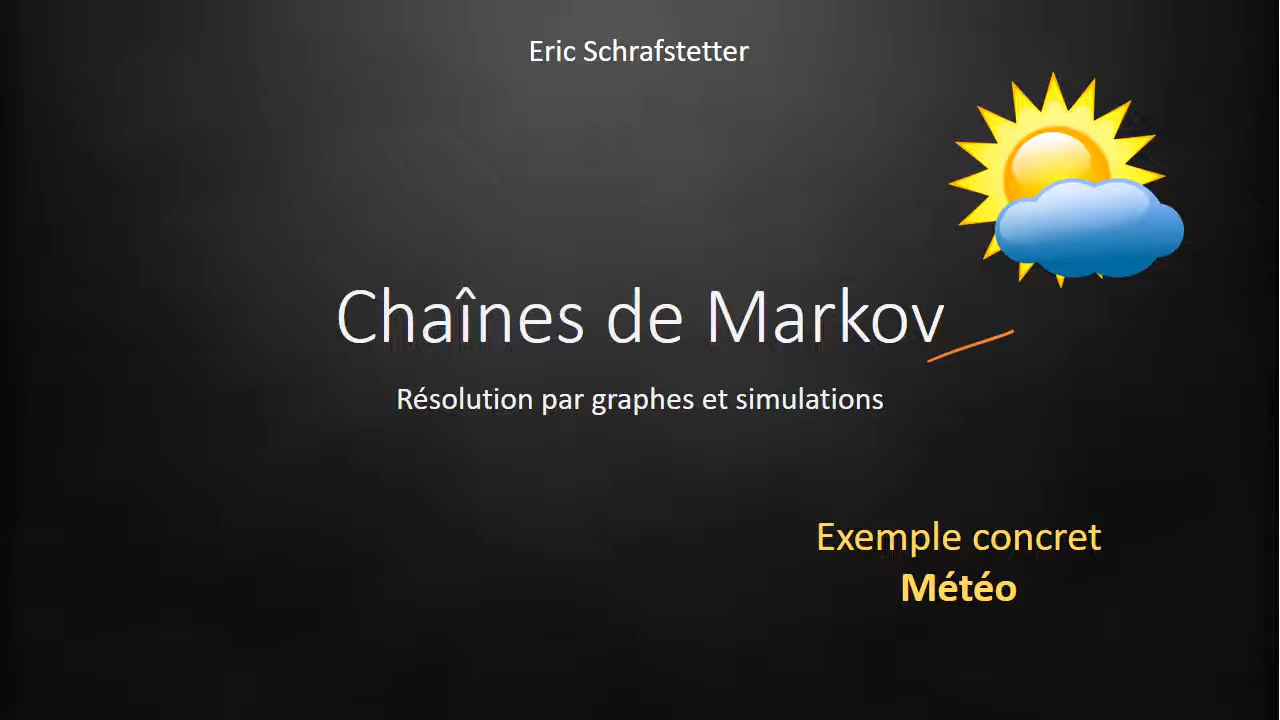 Eric Schrafstetter
Chaînes de Markov
Résolution par graphes et simulations
Exemple concret
Météo